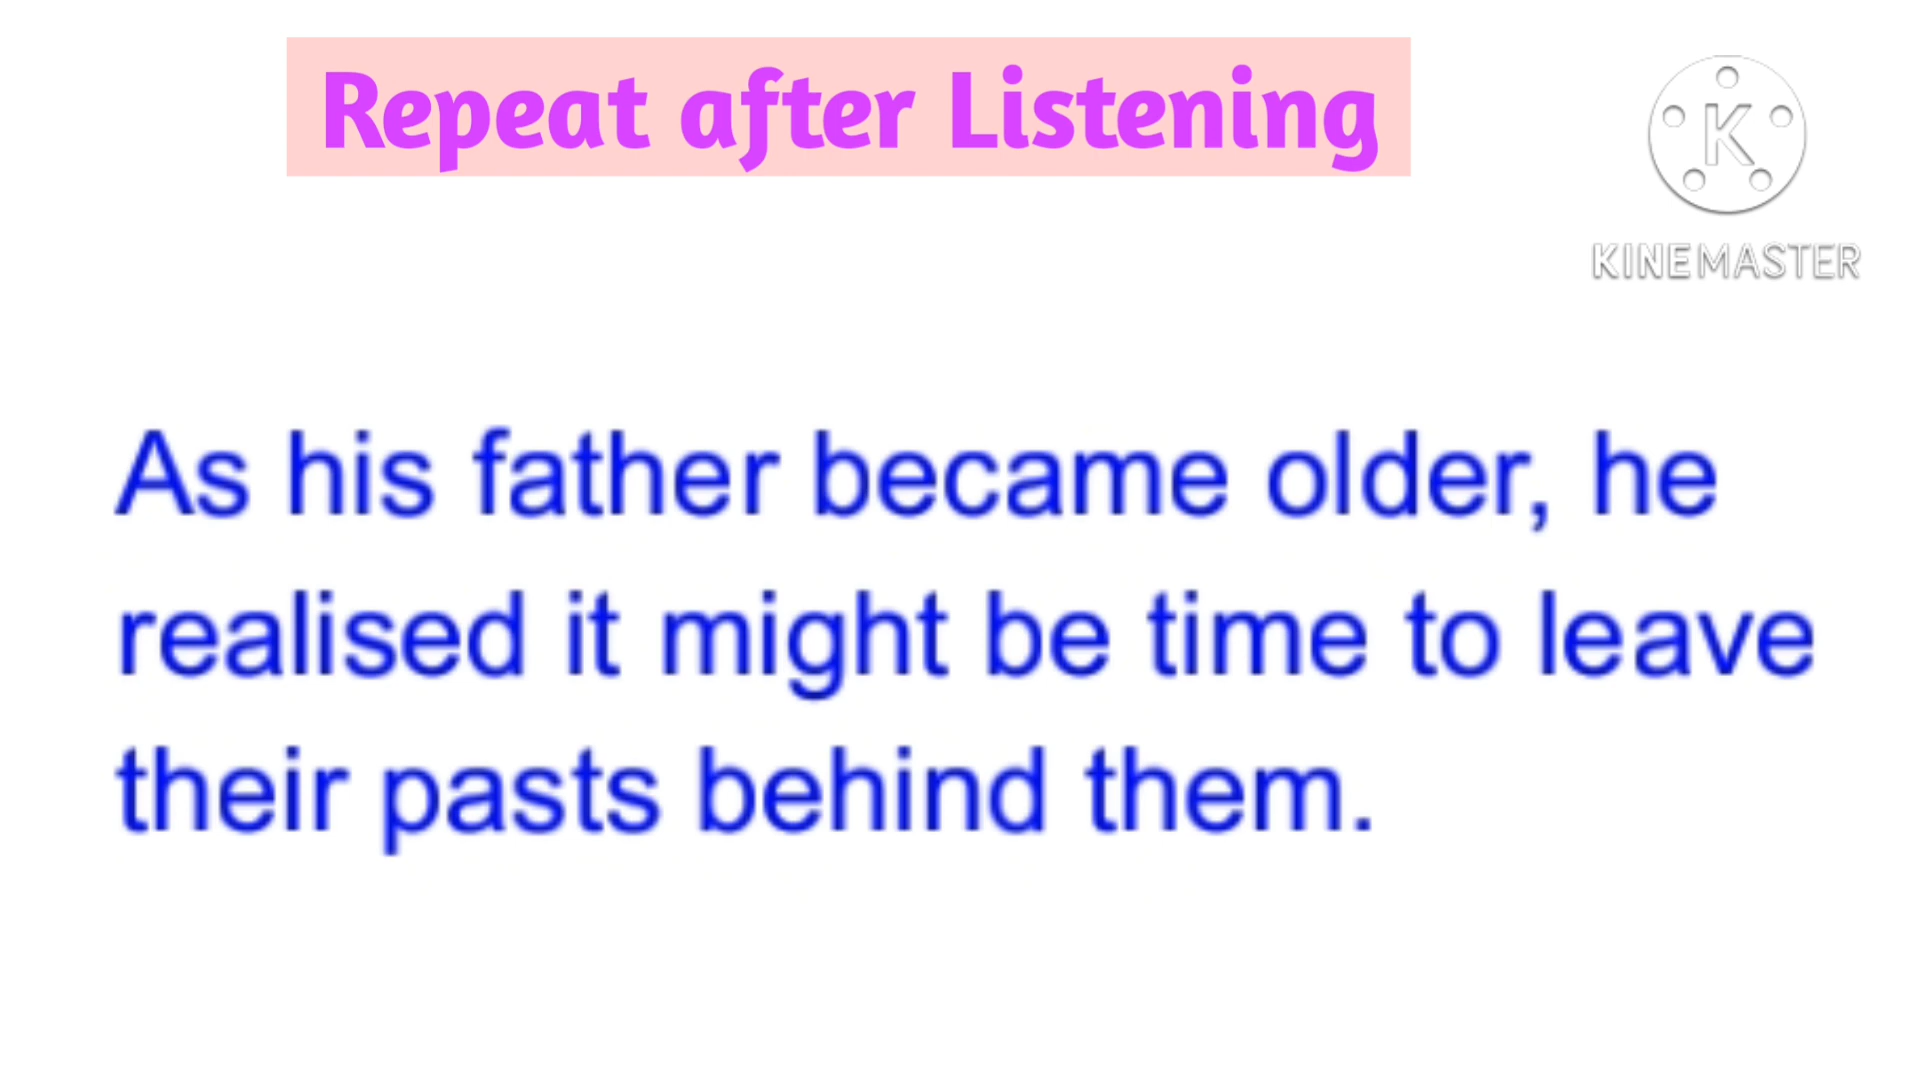 Repeat after Listening
K
KINEMASTER
As his father became older, he
realised it might be time to leave
their pasts behind them.